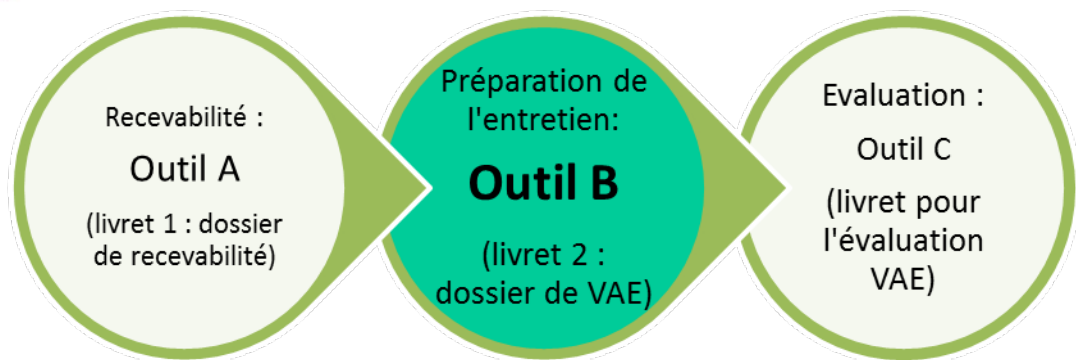 Recevabilité :
Outil A
(livret 1 : dossier
de recevabilité)
Préparation de
l'entretien:
Outil B
(livret 2 :
dossier de VAE)
Evaluation :
Outil C
(livret pour
l'évaluation
VAE)